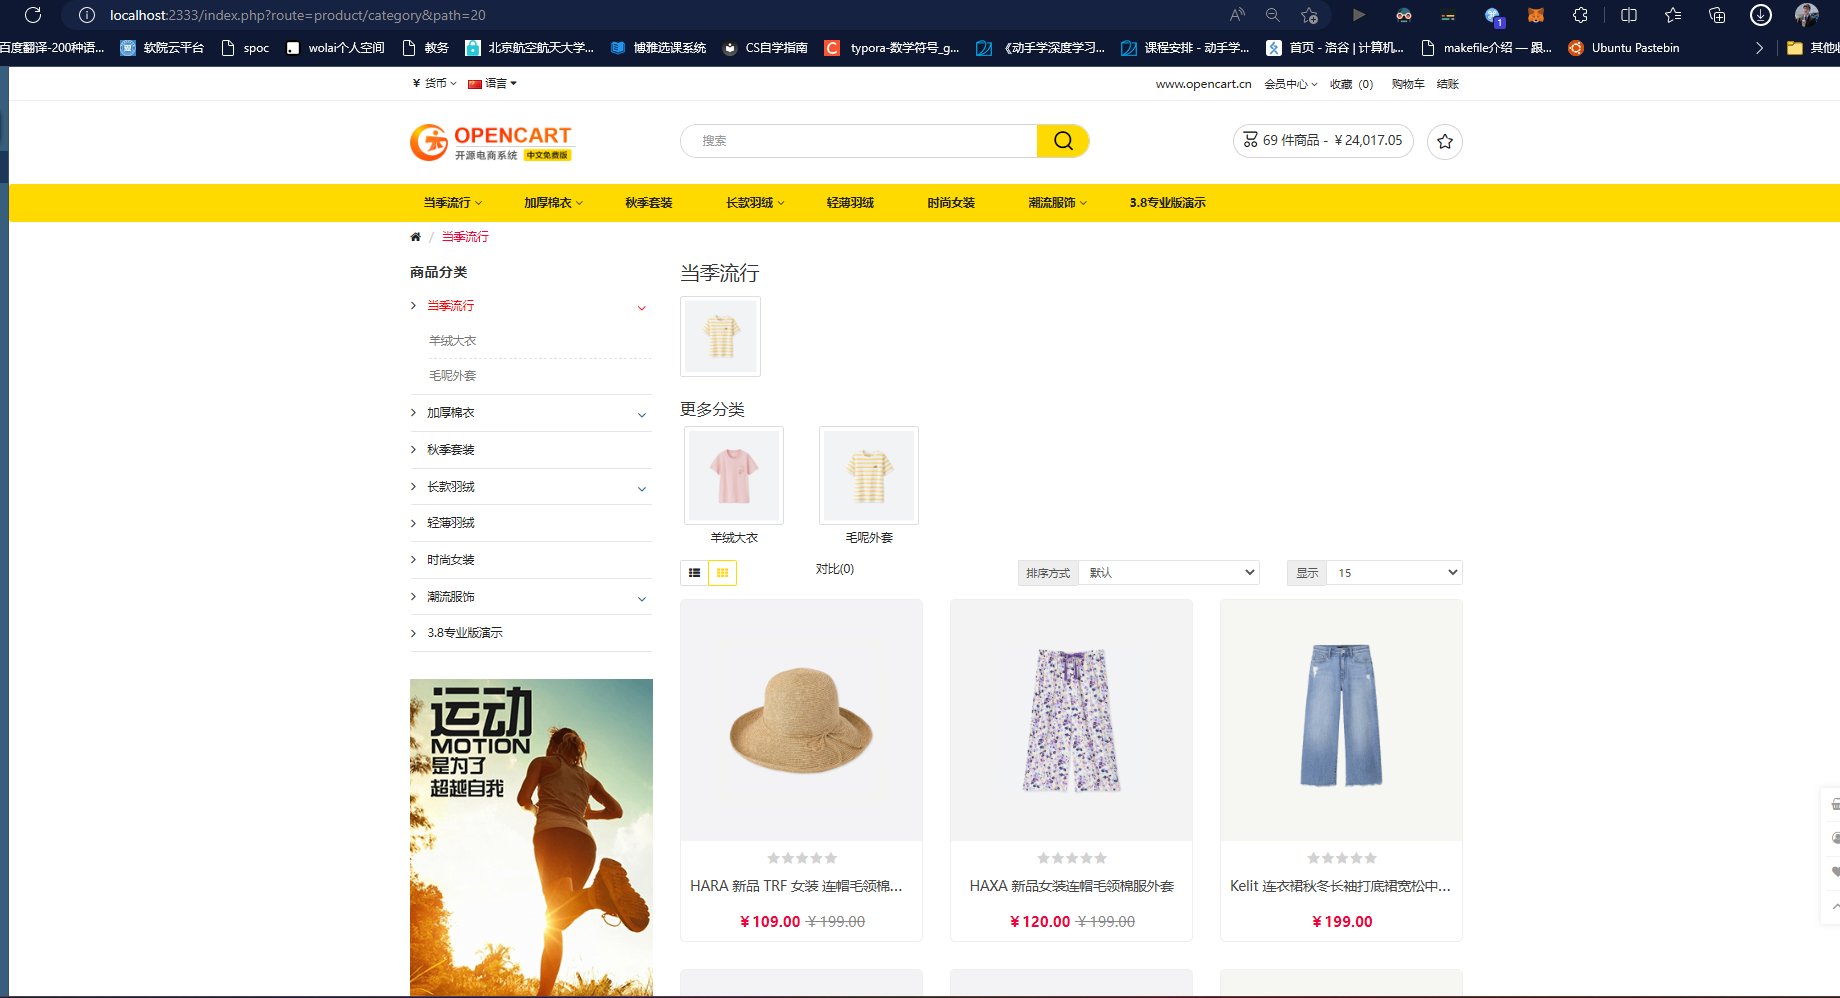 localhost:2333/index.php?route=product/category&path=20
百度翻译-200种语... 软院云平台 spoc wolai个人空间 教务 北京航空航天大学... 博雅选课系统 CS自学指南 typora-数学符号_g... 《动手学深度学习... 课程安排 - 动手学... 首页 - 洛谷 | 计算机... makefile介绍 — 跟... Ubuntu Pastebin
¥ 货币 语言 www.opencart.cn 会员中心 收藏 (0) 购物车 结账
OPENCART
开源电商系统 中文免费版
搜索
69 件商品 - ￥24,017.05
当季流行 加厚棉衣 秋季套装 长款羽绒 轻薄羽绒 时尚女装 潮流服饰 3.8专业版演示
/ 当季流行
商品分类
当季流行
羊绒大衣
毛呢外套
加厚棉衣
秋季套装
长款羽绒
轻薄羽绒
时尚女装
潮流服饰
3.8专业版演示
运动
MOTION
是为了
超越自我
当季流行
更多分类
羊绒大衣 毛呢外套
对比(0) 排序方式 默认 显示 15
HARA 新品 TRF 女装 连帽毛领棉...
￥109.00 ￥199.00
HAXA 新品女装连帽毛领棉服外套
￥120.00 ￥199.00
Kelit 连衣裙秋冬长袖打底裙宽松中...
￥199.00